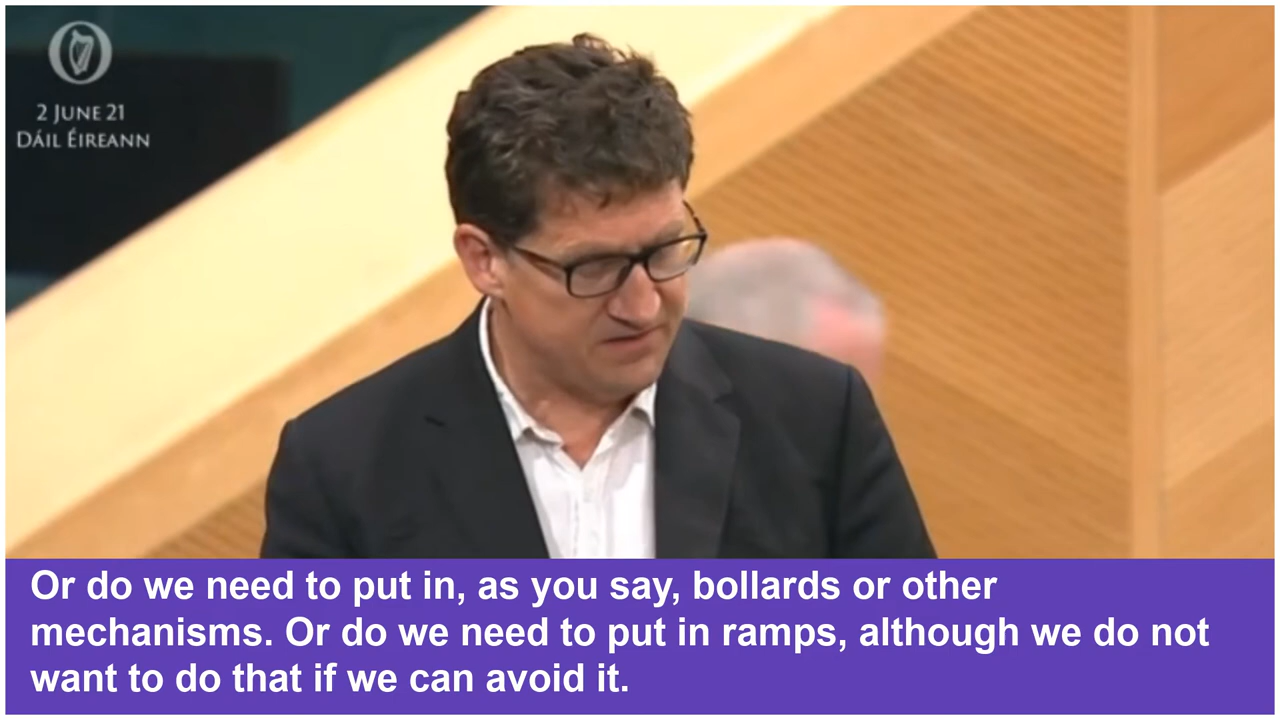 2 JUNE 21
DÁIL ÉIREANN
Or do we need to put in, as you say, bollards or other
mechanisms. Or do we need to put in ramps, although we do not
want to do that if we can avoid it.